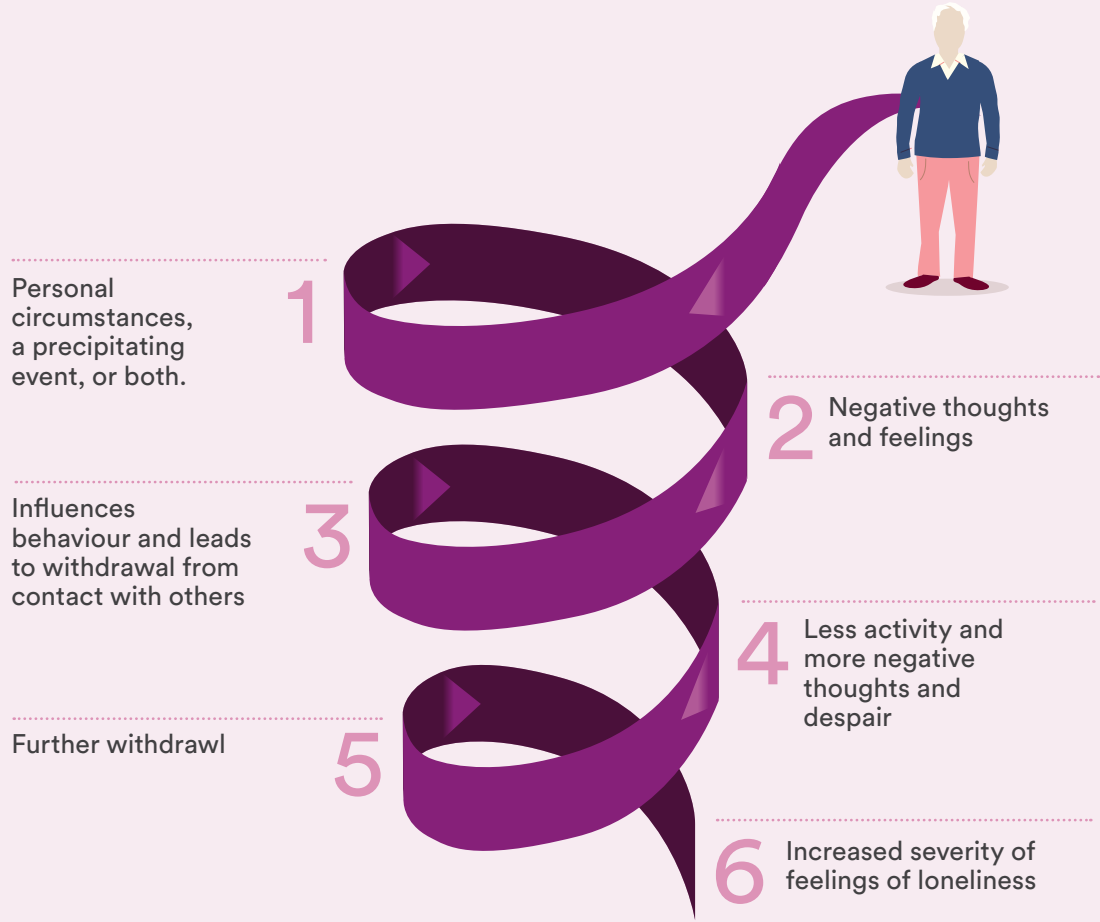 1
Personal
circumstances,
a precipitating
event, or both.
2
Negative thoughts
and feelings
3
Influences
behaviour and leads
to withdrawal from
contact with others
4
Less activity and
more negative
thoughts and
despair
5
Further withdrawl
6
Increased severity of
feelings of loneliness